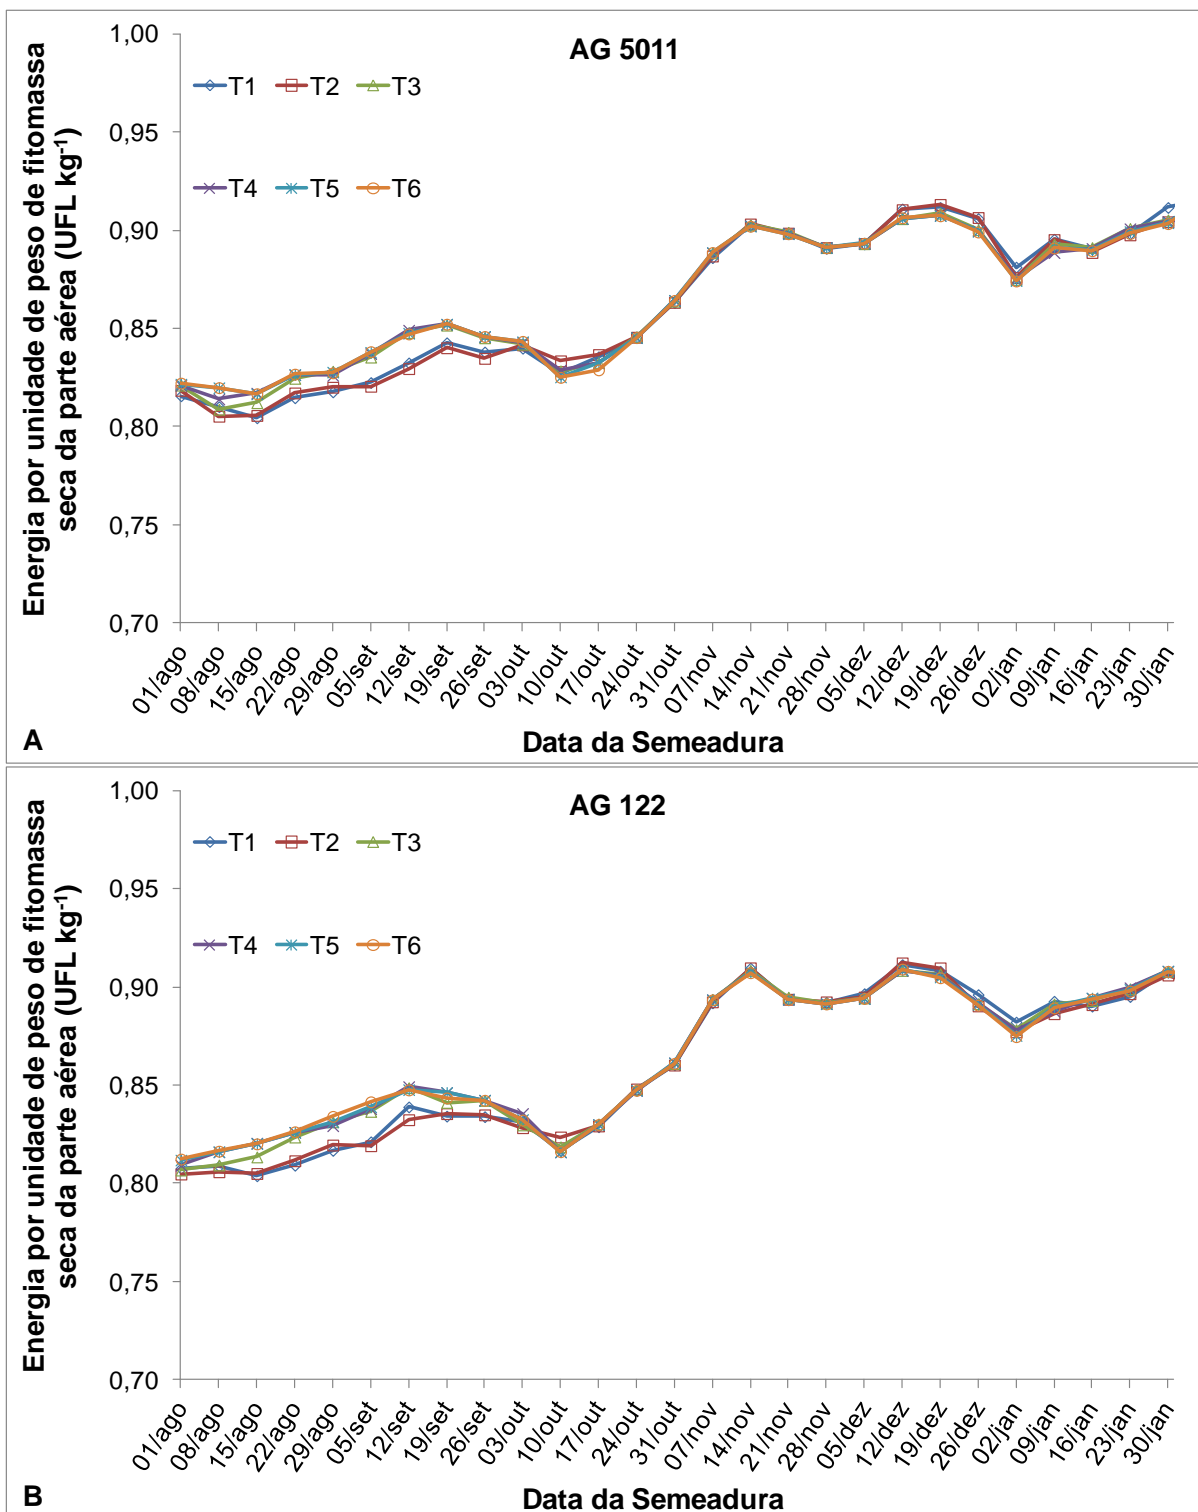 AG 5011
T1 T2 T3
T4 T5 T6
Energia por unidade de peso de fitomassa
seca da parte aérea (UFL kg⁻¹)
1,00
0,95
0,90
0,85
0,80
0,75
0,70
01/ago 08/ago 15/ago 22/ago 29/ago 05/set 12/set 19/set 26/set 03/out 10/out 17/out 24/out 31/out 07/nov 14/nov 21/nov 28/nov 05/dez 12/dez 19/dez 26/dez 02/jan 09/jan 16/jan 23/jan 30/jan
A
Data da Semeadura
AG 122
T1 T2 T3
T4 T5 T6
Energia por unidade de peso de fitomassa
seca da parte aérea (UFL kg⁻¹)
1,00
0,95
0,90
0,85
0,80
0,75
0,70
01/ago 08/ago 15/ago 22/ago 29/ago 05/set 12/set 19/set 26/set 03/out 10/out 17/out 24/out 31/out 07/nov 14/nov 21/nov 28/nov 05/dez 12/dez 19/dez 26/dez 02/jan 09/jan 16/jan 23/jan 30/jan
B
Data da Semeadura